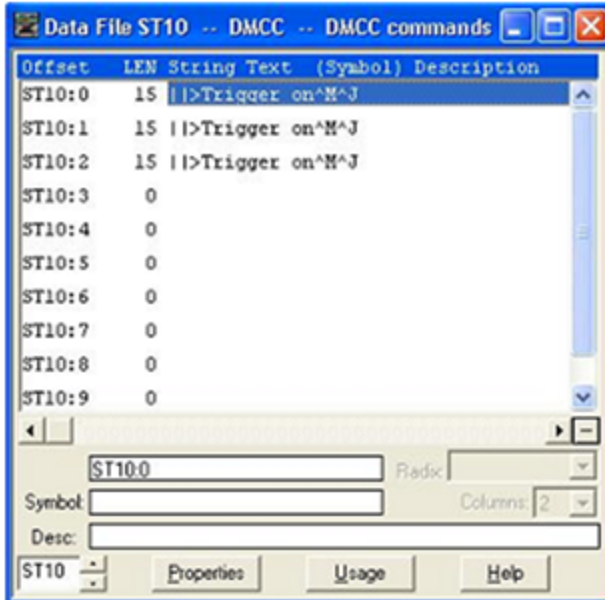 Data File ST10 -- DMCC -- DMCC commands
Offset LEN String Text (Symbol) Description
ST10:0 15 ||>Trigger on^M^J
ST10:1 15 ||>Trigger on^M^J
ST10:2 15 ||>Trigger on^M^J
ST10:3 0
ST10:4 0
ST10:5 0
ST10:6 0
ST10:7 0
ST10:8 0
ST10:9 0
ST10:0 Radix:
Symbol: Columns: 2
Desc:
ST10 Properties Usage Help